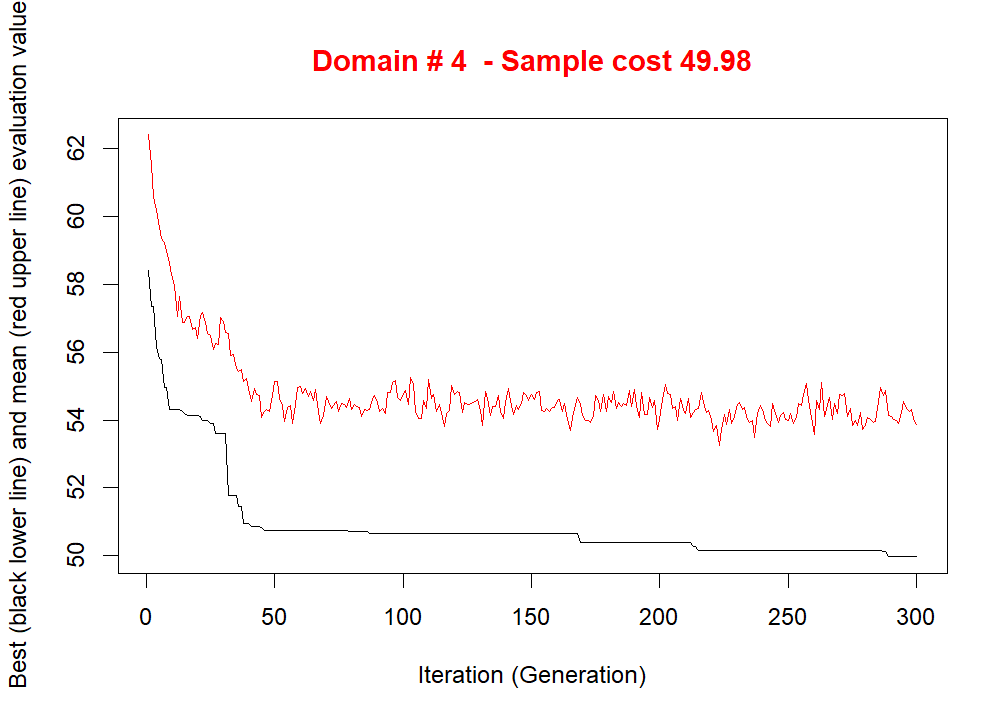 Domain # 4  - Sample cost 49.98
Best (black lower line) and mean (red upper line) evaluation value
62
60
58
56
54
52
50
0 50 100 150 200 250 300
Iteration (Generation)